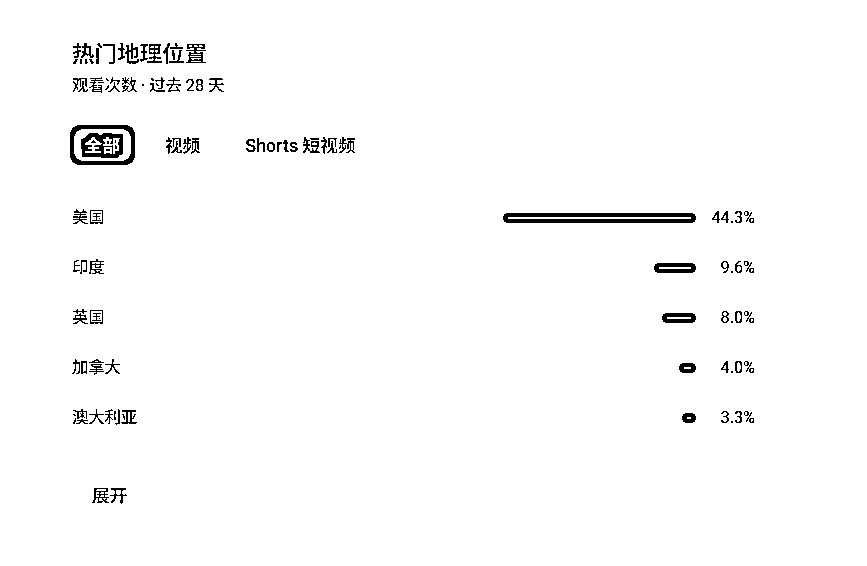 热门地理位置
观看次数 · 过去 28 天
全部 视频 Shorts 短视频
美国 44.3%
印度 9.6%
英国 8.0%
加拿大 4.0%
澳大利亚 3.3%
展开